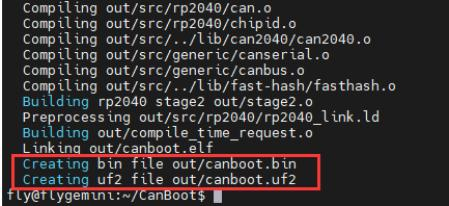 Compiling out/src/rp2040/can.o
Compiling out/src/rp2040/chipid.o
Compiling out/src/../lib/can2040/can2040.o
Compiling out/src/generic/canserial.o
Compiling out/src/generic/canbus.o
Compiling out/src/../lib/fast-hash/fasthash.o
Building rp2040 stage2 out/stage2.o
Preprocessing out/src/rp2040/rp2040_link.ld
Building out/compile_time_request.o
Linking out/canboot.elf
Creating bin file out/canboot.bin
Creating uf2 file out/canboot.uf2
fly@flygemini:~/CanBoot$